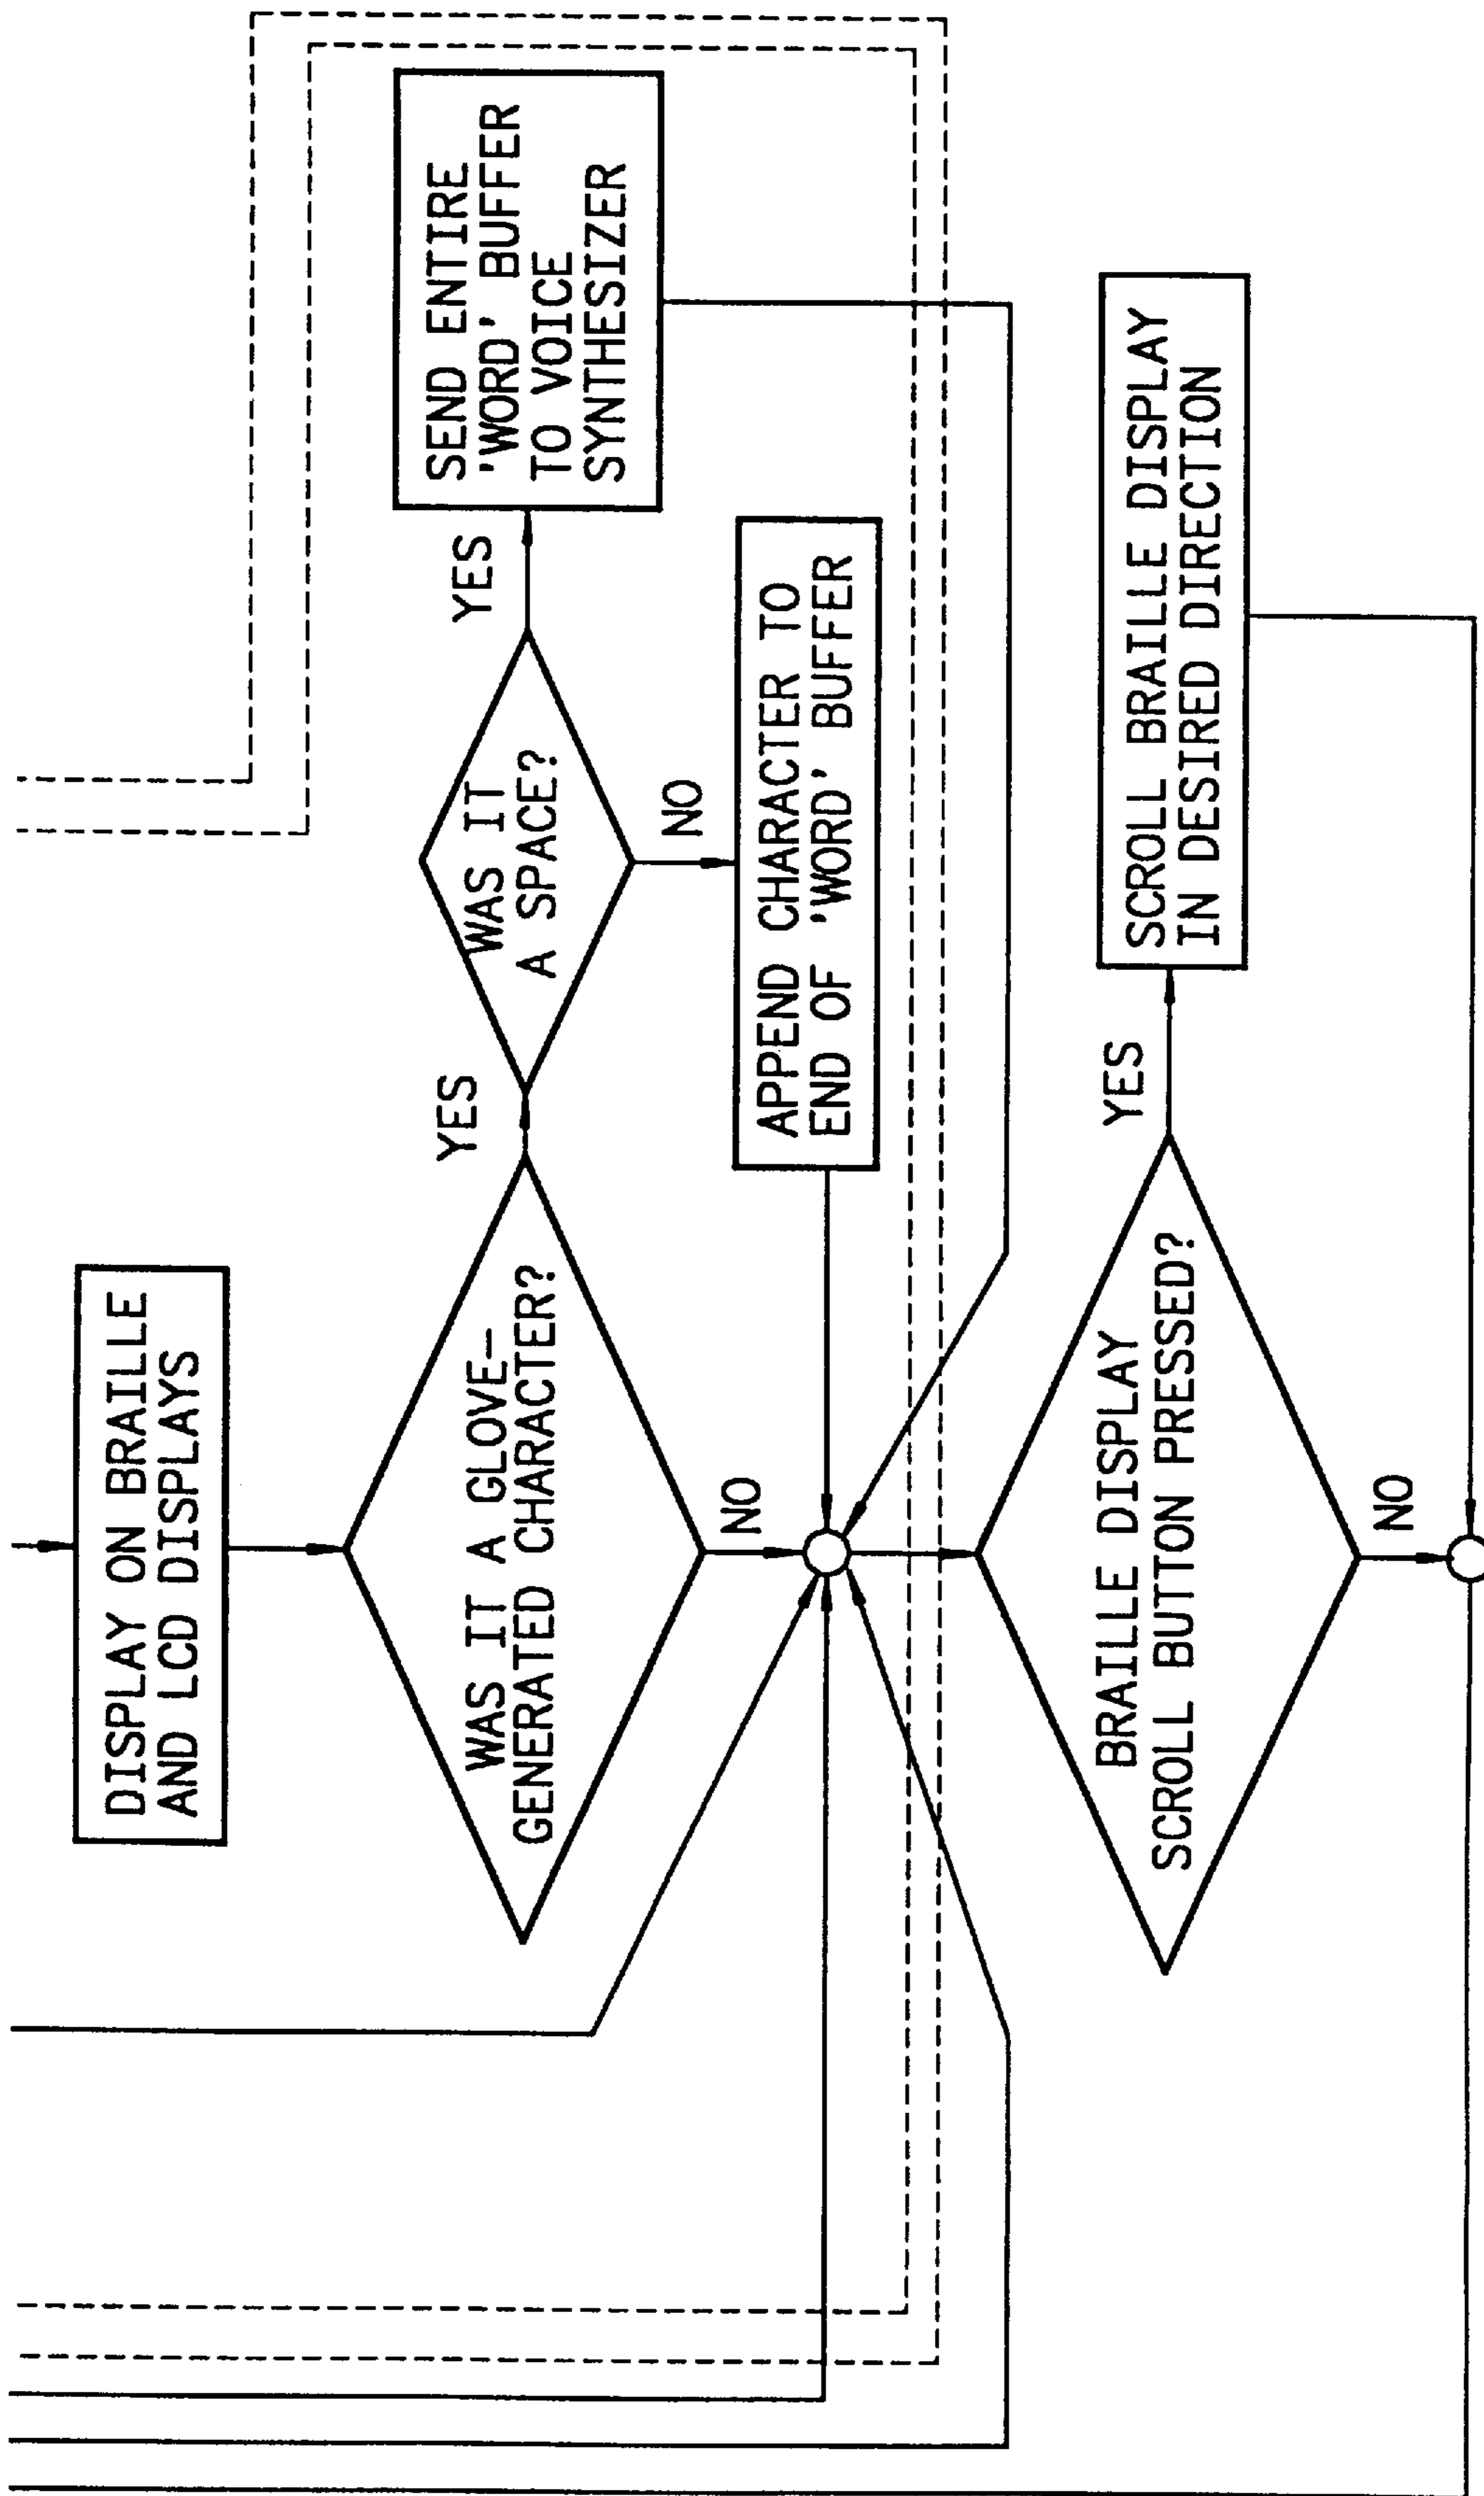 DISPLAY ON BRAILLE
AND LCD DISPLAYS
WAS IT A GLOVE-
GENERATED CHARACTER?
YES
WAS IT
A SPACE?
YES
SEND ENTIRE
'WORD' BUFFER
TO VOICE
SYNTHESIZER
NO
NO
APPEND CHARACTER TO
END OF 'WORD' BUFFER
BRAILLE DISPLAY
SCROLL BUTTON PRESSED?
YES
SCROLL BRAILLE DISPLAY
IN DESIRED DIRECTION
NO